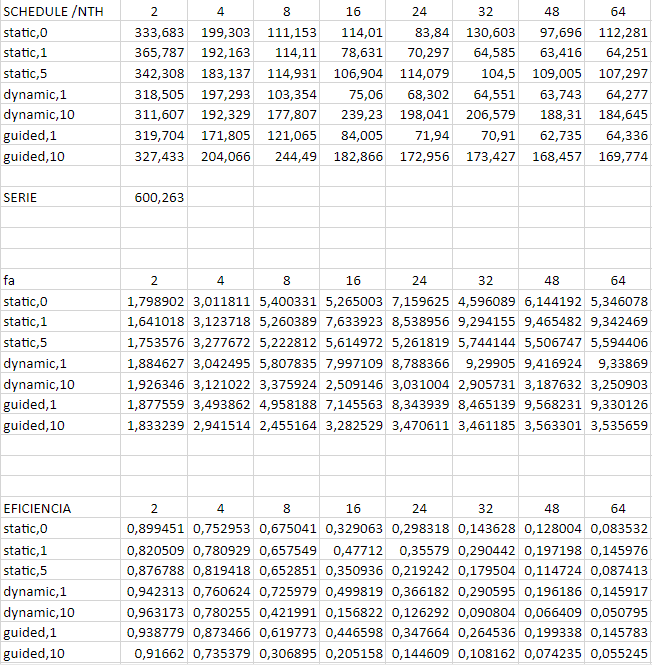 SCHEDULE /NTH 2 4 8 16 24 32 48 64
static,0 333,683 199,303 111,153 114,01 83,84 130,603 97,696 112,281
static,1 365,787 192,163 114,11 78,631 70,297 64,585 63,416 64,251
static,5 342,308 183,137 114,931 106,904 114,079 104,5 109,005 107,297
dynamic,1 318,505 197,293 103,354 75,06 68,302 64,551 63,743 64,277
dynamic,10 311,607 192,329 177,807 239,23 198,041 206,579 188,31 184,645
guided,1 319,704 171,805 121,065 84,005 71,94 70,91 62,735 64,336
guided,10 327,433 204,066 244,49 182,866 172,956 173,427 168,457 169,774
SERIE 600,263
fa 2 4 8 16 24 32 48 64
static,0 1,798902 3,011811 5,400331 5,265003 7,159625 4,596089 6,144192 5,346078
static,1 1,641018 3,123718 5,260389 7,633923 8,538956 9,294155 9,465482 9,342469
static,5 1,753576 3,277672 5,222812 5,614972 5,261819 5,744144 5,506747 5,594406
dynamic,1 1,884627 3,042495 5,807835 7,997109 8,788366 9,29905 9,416924 9,33869
dynamic,10 1,926346 3,121022 3,375924 2,509146 3,031004 2,905731 3,187632 3,250903
guided,1 1,877559 3,493862 4,958188 7,145563 8,343939 8,465139 9,568231 9,330126
guided,10 1,833239 2,941514 2,455164 3,282529 3,470611 3,461185 3,563301 3,535659
EFICIENCIA 2 4 8 16 24 32 48 64
static,0 0,899451 0,752953 0,675041 0,329063 0,298318 0,143628 0,128004 0,083532
static,1 0,820509 0,780929 0,657549 0,47712 0,35579 0,290442 0,197198 0,145976
static,5 0,876788 0,819418 0,652851 0,350936 0,219242 0,179504 0,114724 0,087413
dynamic,1 0,942313 0,760624 0,725979 0,499819 0,366182 0,290595 0,196186 0,145917
dynamic,10 0,963173 0,780255 0,421991 0,156822 0,126292 0,090804 0,066409 0,050795
guided,1 0,938779 0,873466 0,619773 0,446598 0,347664 0,264536 0,199338 0,145783
guided,10 0,91662 0,735379 0,306895 0,205158 0,144609 0,108162 0,074235 0,055245